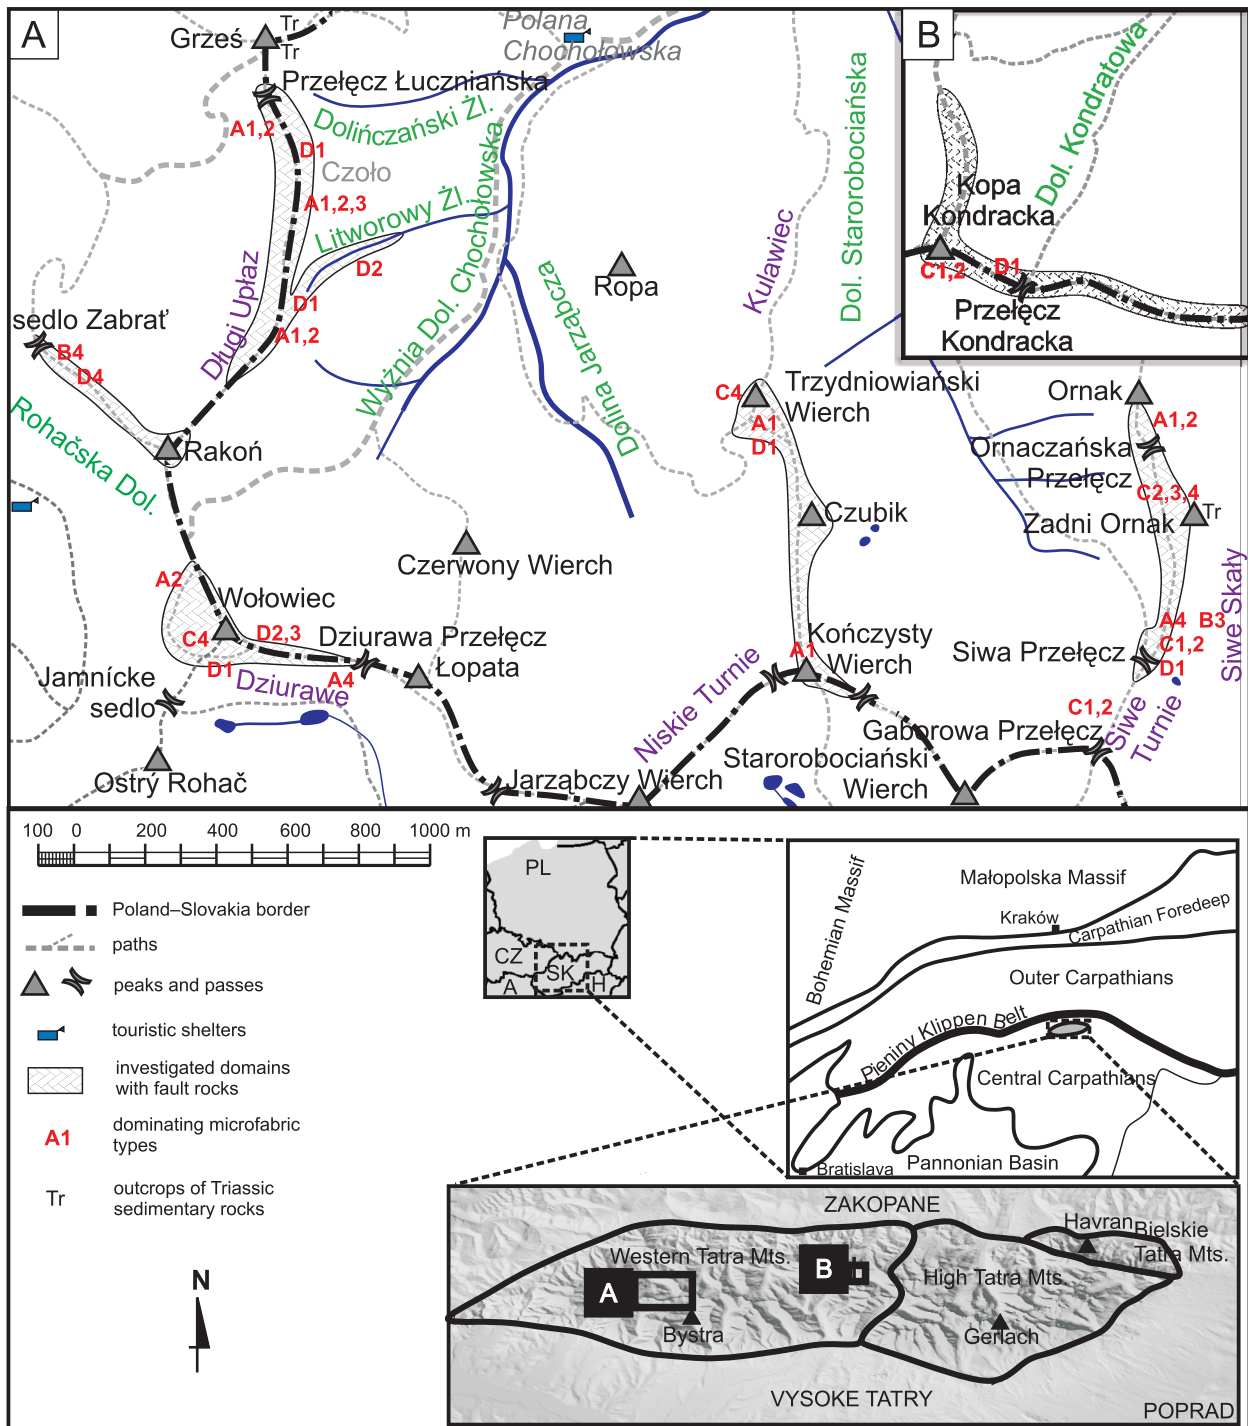 A
Tr
Grześ
Tr
Polana
Chochołowska
B
Przełęcz Łuczniańska
A1,2
Dolińczański Żl.
D1
Czoło
A1,2,3
Litworowy Żl.
D2
D1
A1,2
Długi Upłaz
Wyżnia Dol. Chochołowska
Dolina Jarząbcza
Ropa
Kulawiec
Dol. Starorobociańska
Dol. Kondratowa
Kopa
Kondracka
C1,2
D1
Przełęcz
Kondracka
sedlo Zabrať
B4
D4
Rohačska Dol.
Rakoń
C4
Trzydniowiański
Wierch
A1
D1
Ornak
A1,2
Ornaczańska
Przełęcz
C2,3,4
Zadni Ornak
Tr
Czubik
Czerwony Wierch
A2
Wołowiec
C4
D2,3
D1
Dziurawa Przełęcz
A4
Łopata
Dziurawe
Jamnícke
sedlo
Ostrý Rohač
Jarząbczy Wierch
Niskie Turnie
A1
Kończysty
Wierch
Siwa Przełęcz
A4
B3
C1,2
D1
Siwe Skały
C1,2
Siwe
Turnie
Gaborowa Przełęcz
Starorobociański
Wierch
100 0 200 400 600 800 1000 m
Poland–Slovakia border
paths
peaks and passes
touristic shelters
investigated domains
with fault rocks
A1
dominating microfabric
types
Tr
outcrops of Triassic
sedimentary rocks
N
PL
CZ
SK
A
H
Bohemian Massif
Małopolska Massif
Kraków
Carpathian Foredeep
Outer Carpathians
Pieniny Klippen Belt
Central Carpathians
Bratislava
Pannonian Basin
ZAKOPANE
Havran
Bielskie
Tatra Mts.
Western Tatra Mts.
B
High Tatra Mts.
A
Bystra
Gerlach
VYSOKE TATRY
POPRAD